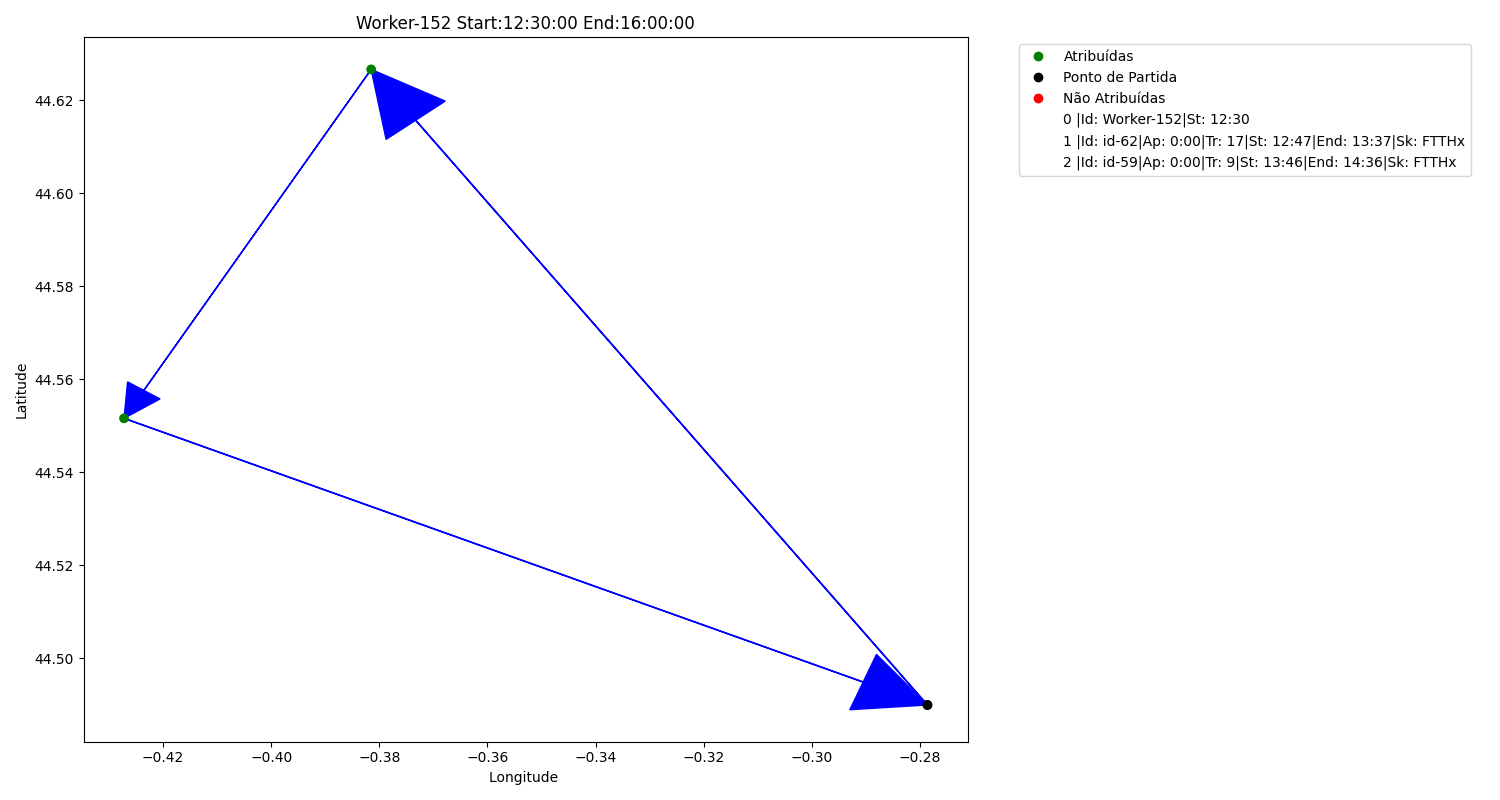 Worker-152 Start:12:30:00 End:16:00:00
Atribuídas
Ponto de Partida
Não Atribuídas
0 |Id: Worker-152|St: 12:30
1 |Id: id-62|Ap: 0:00|Tr: 17|St: 12:47|End: 13:37|Sk: FTTHx
2 |Id: id-59|Ap: 0:00|Tr: 9|St: 13:46|End: 14:36|Sk: FTTHx
Latitude
44.62
44.60
44.58
44.56
44.54
44.52
44.50
−0.42
−0.40
−0.38
−0.36
−0.34
−0.32
−0.30
−0.28
Longitude